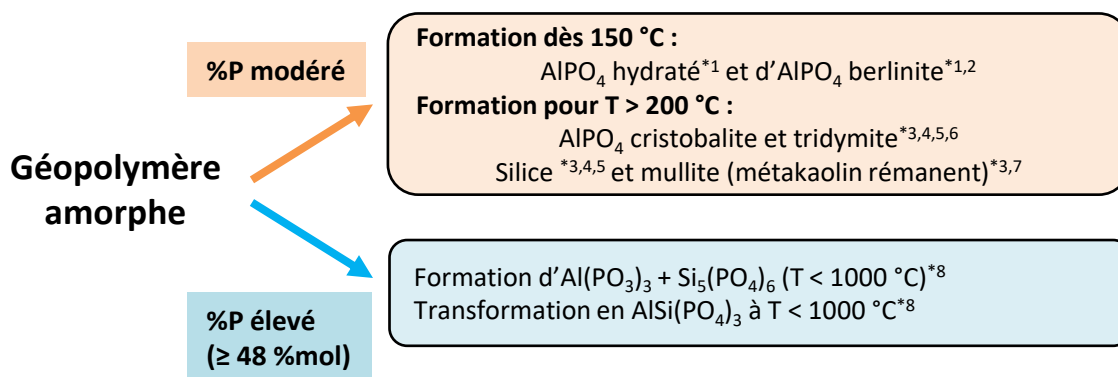 Géopolymère
amorphe
%P modéré
Formation dès 150 °C :
AlPO₄ hydraté*1 et d'AlPO₄ berlinite*1,2
Formation pour T > 200 °C :
AlPO₄ cristobalite et tridymite*3,4,5,6
Silice *3,4,5 et mullite (métakaolin rémanent)*3,7
%P élevé
(≥ 48 %mol)
Formation d'Al(PO₃)₃ + Si₅(PO₄)₆ (T < 1000 °C)*8
Transformation en AlSi(PO₄)₃ à T < 1000 °C*8